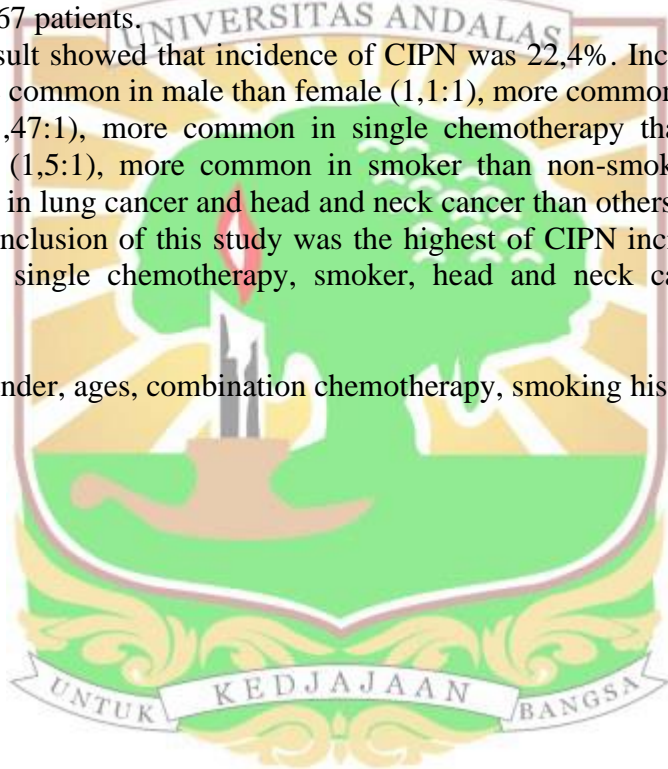 67 patients.
UNIVERSITAS ANDALAS
sult showed that incidence of CIPN was 22,4%. Inc
common in male than female (1,1:1), more common
,47:1), more common in single chemotherapy tha
(1,5:1), more common in smoker than non-smok
in lung cancer and head and neck cancer than others
nclusion of this study was the highest of CIPN inc
single chemotherapy, smoker, head and neck ca
nder, ages, combination chemotherapy, smoking his
UNTUK KEDJAJAAN BANGSA